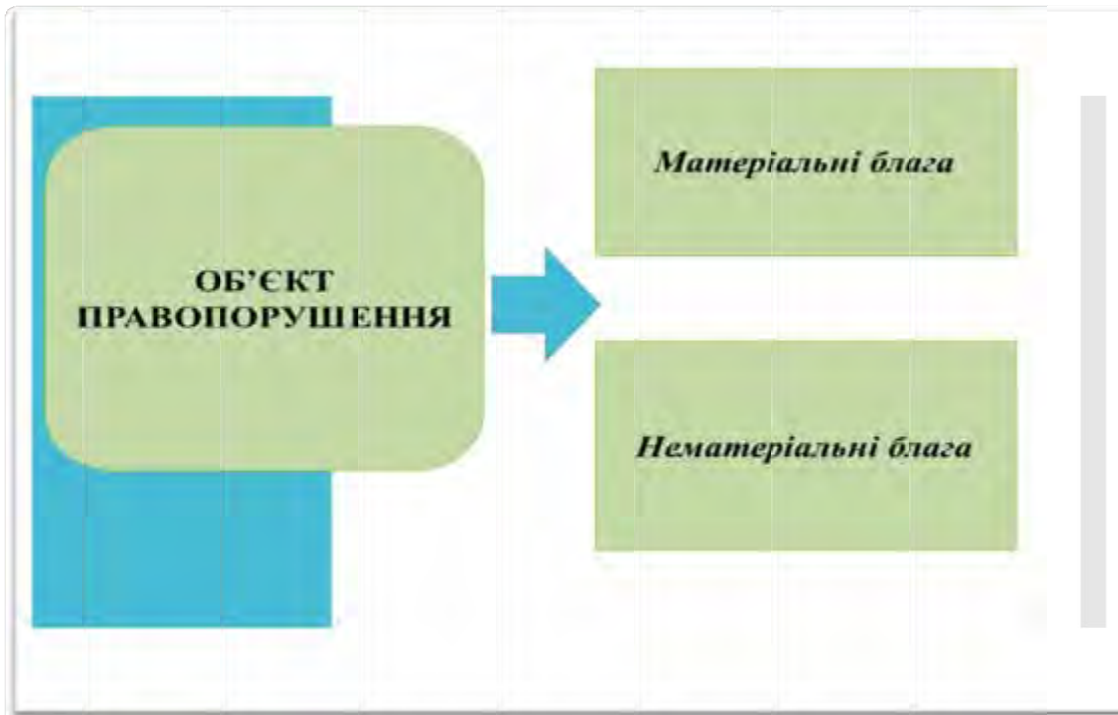 ОБ’ЄКТ
ПРАВОПОРУШЕННЯ
Матеріальні блага
Нематеріальні блага